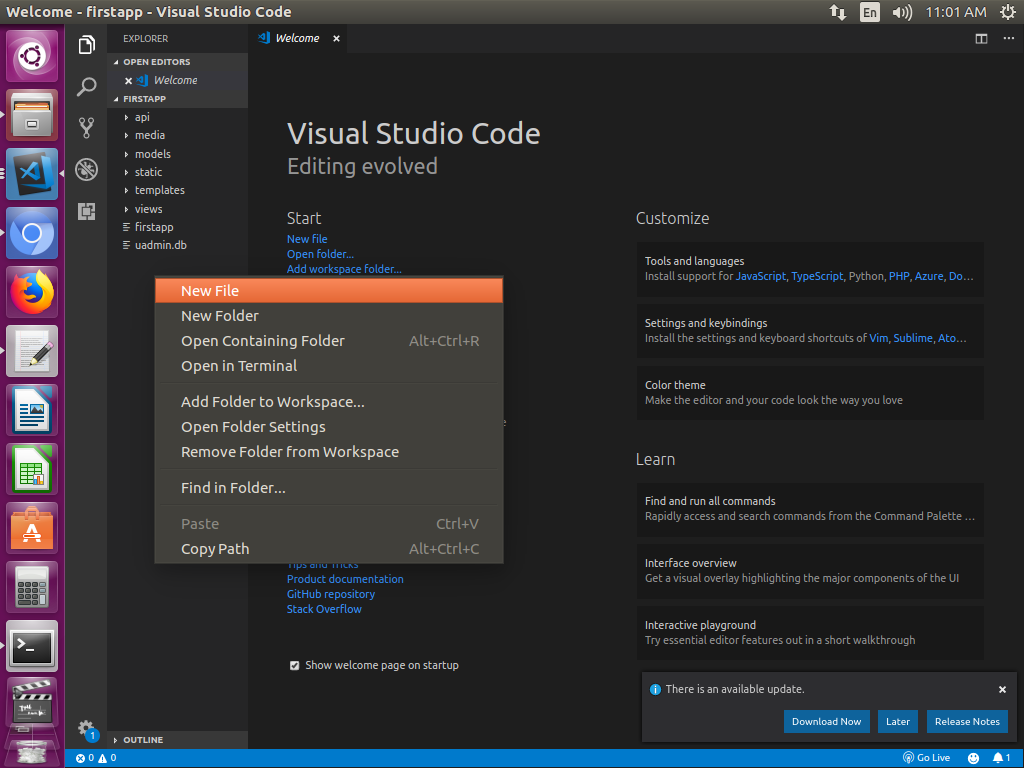 Welcome - firstapp - Visual Studio Code
En
11:01 AM
EXPLORER
OPEN EDITORS
Welcome
FIRSTAPP
api
media
models
static
templates
views
firstapp
uadmin.db
OUTLINE
Welcome
Visual Studio Code
Editing evolved
Start
New file
Open folder...
Add workspace folder...
New File
New Folder
Open Containing Folder Alt+Ctrl+R
Open in Terminal
Add Folder to Workspace...
Open Folder Settings
Remove Folder from Workspace
Find in Folder...
Paste Ctrl+V
Copy Path Alt+Ctrl+C
Tips and Tricks
Product documentation
GitHub repository
Stack Overflow
Show welcome page on startup
Customize
Tools and languages
Install support for JavaScript, TypeScript, Python, PHP, Azure, Do...
Settings and keybindings
Install the settings and keyboard shortcuts of Vim, Sublime, Ato...
Color theme
Make the editor and your code look the way you love
Learn
Find and run all commands
Rapidly access and search commands from the Command Palette ...
Interface overview
Get a visual overlay highlighting the major components of the UI
Interactive playground
Try essential editor features out in a short walkthrough
There is an available update.
Download Now Later Release Notes
1
0 0
Go Live
1